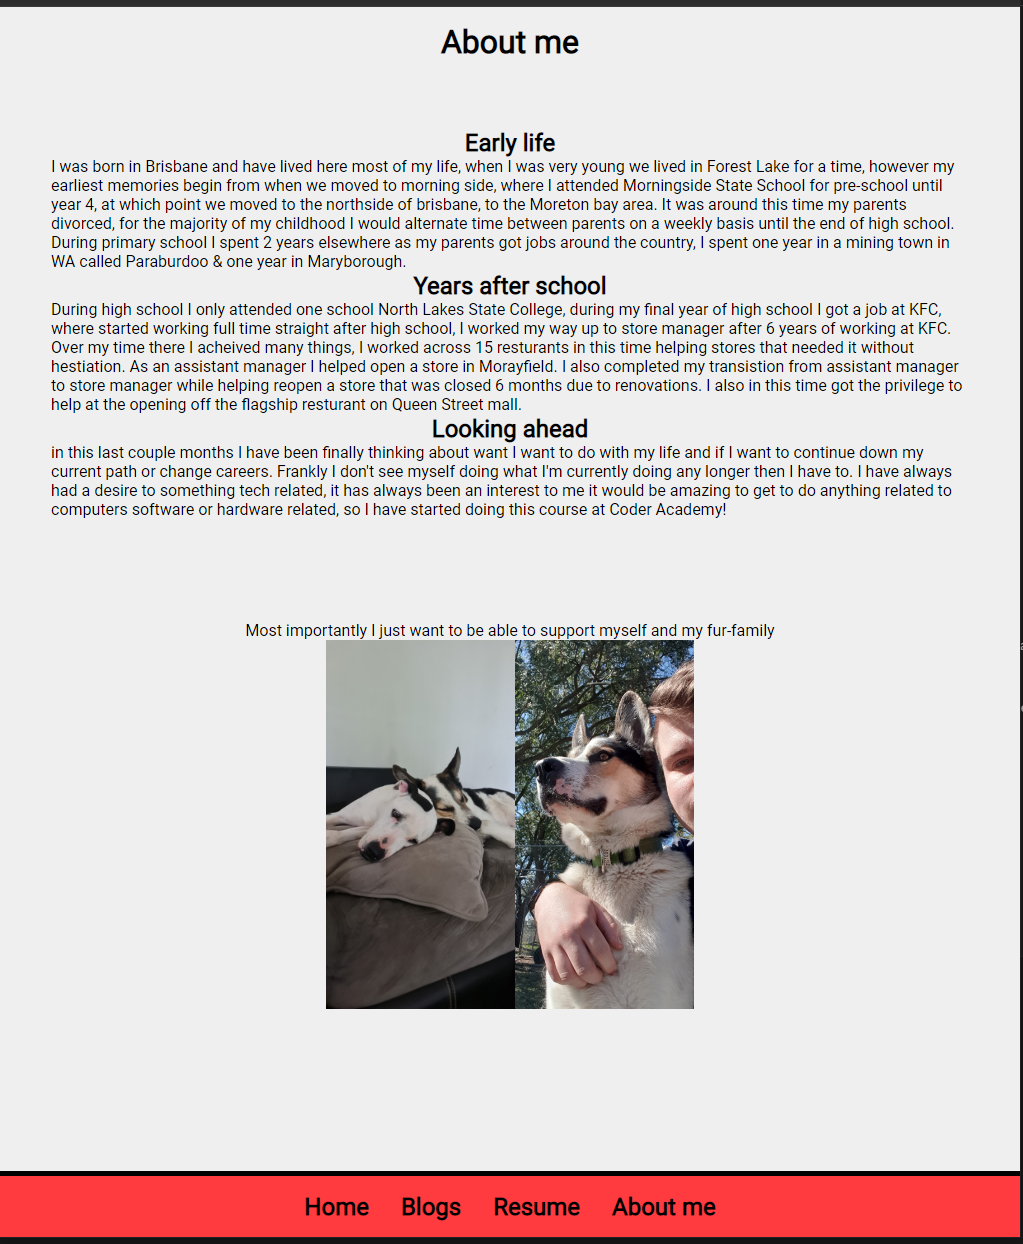 About me
Early life
I was born in Brisbane and have lived here most of my life, when I was very young we lived in Forest Lake for a time, however my
earliest memories begin from when we moved to morning side, where I attended Morningside State School for pre-school until
year 4, at which point we moved to the northside of brisbane, to the Moreton bay area. It was around this time my parents
divorced, for the majority of my childhood I would alternate time between parents on a weekly basis until the end of high school.
During primary school I spent 2 years elsewhere as my parents got jobs around the country, I spent one year in a mining town in
WA called Paraburdoo & one year in Maryborough.
Years after school
During high school I only attended one school North Lakes State College, during my final year of high school I got a job at KFC,
where started working full time straight after high school, I worked my way up to store manager after 6 years of working at KFC.
Over my time there I acheived many things, I worked across 15 resturants in this time helping stores that needed it without
hestiation. As an assistant manager I helped open a store in Morayfield. I also completed my transistion from assistant manager
to store manager while helping reopen a store that was closed 6 months due to renovations. I also in this time got the privilege to
help at the opening off the flagship resturant on Queen Street mall.
Looking ahead
in this last couple months I have been finally thinking about want I want to do with my life and if I want to continue down my
current path or change careers. Frankly I don't see myself doing what I'm currently doing any longer then I have to. I have always
had a desire to something tech related, it has always been an interest to me it would be amazing to get to do anything related to
computers software or hardware related, so I have started doing this course at Coder Academy!
Most importantly I just want to be able to support myself and my fur-family
Home Blogs Resume About me